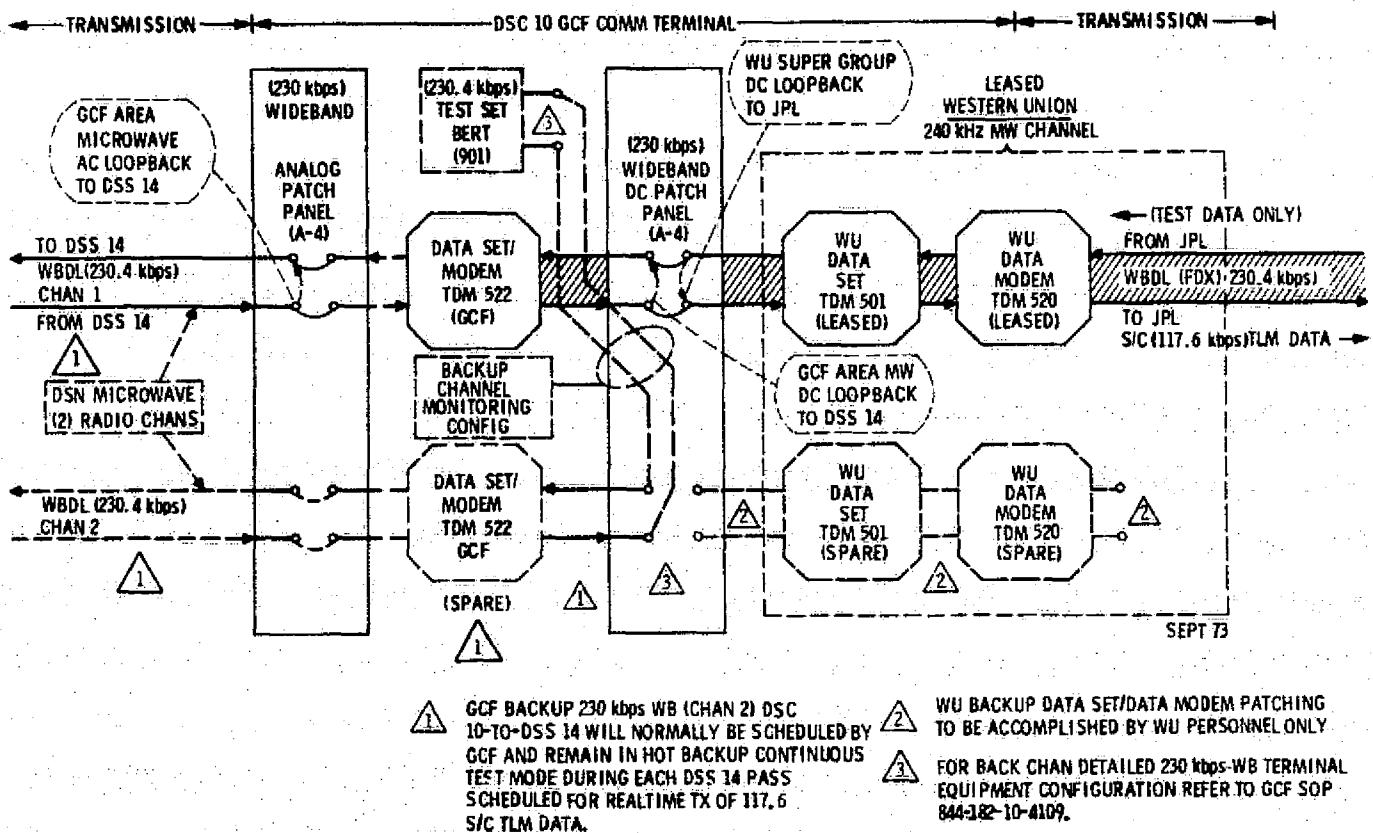 TRANSMISSION
DSC 10 GCF COMM TERMINAL
TRANSMISSION
GCF AREA
MICROWAVE
AC LOOPBACK
TO DSS 14
(230 kbps)
WIDEBAND
ANALOG
PATCH
PANEL
(A-4)
(230.4 kbps)
TEST SET
BERT
(901)
3
(230 kbps)
WIDEBAND
DC PATCH
PANEL
(A-4)
WU SUPER GROUP
DC LOOPBACK
TO JPL
LEASED
WESTERN UNION
240 kHz MW CHANNEL
TO DSS 14
WBDL (230.4 kbps)
CHAN 1
FROM DSS 14
1
DATA SET/
MODEM
TDM 522
(GCF)
WU
DATA
SET
TDM 501
(LEASED)
WU
DATA
MODEM
TDM 520
(LEASED)
(TEST DATA ONLY)
FROM JPL
WBDL (FDX) 230.4 kbps)
TO JPL
S/C (117.6 kbps) TLM DATA
DSN MICROWAVE
(2) RADIO CHANS
BACKUP
CHANNEL
MONITORING
CONFIG
GCF AREA MW
DC LOOPBACK
TO DSS 14
WBDL (230.4 kbps)
CHAN 2
1
DATA SET/
MODEM
TDM 522
GCF
(SPARE)
1
1
3
2
WU
DATA
SET
TDM 501
(SPARE)
2
WU
DATA
MODEM
TDM 520
(SPARE)
2
SEPT 73
1 GCF BACKUP 230 kbps WB (CHAN 2) DSC
10-TO-DSS 14 WILL NORMALLY BE SCHEDULED BY
GCF AND REMAIN IN HOT BACKUP CONTINUOUS
TEST MODE DURING EACH DSS 14 PASS
SCHEDULED FOR REALTIME TX OF 117.6
S/C TLM DATA.
2 WU BACKUP DATA SET/DATA MODEM PATCHING
TO BE ACCOMPLISHED BY WU PERSONNEL ONLY
3 FOR BACK CHAN DETAILED 230 kbps-WB TERMINAL
EQUIPMENT CONFIGURATION REFER TO GCF SOP
844-182-10-4109.